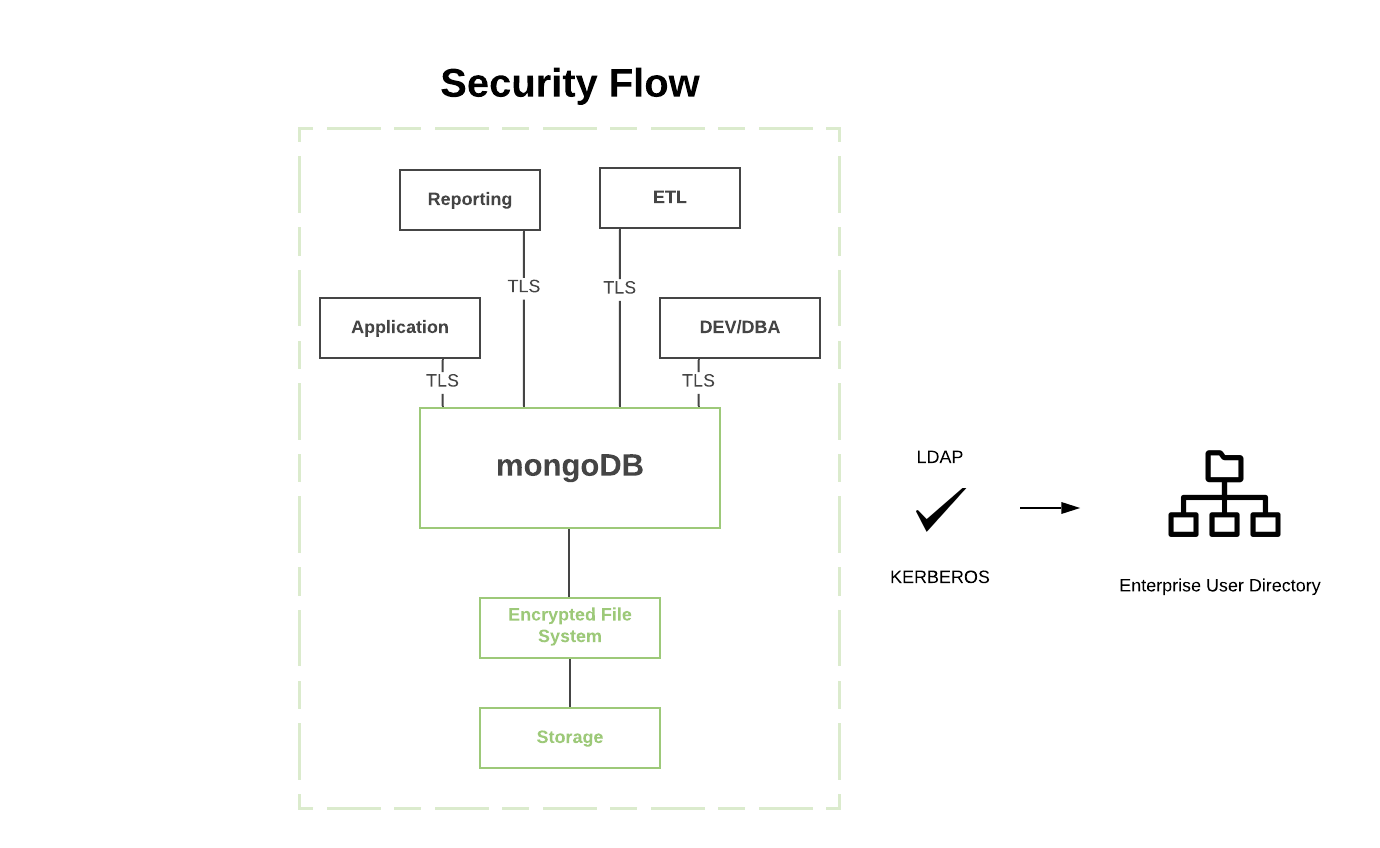 Security Flow
Reporting
ETL
TLS
TLS
Application
DEV/DBA
TLS
TLS
mongoDB
LDAP
KERBEROS
Enterprise User Directory
Encrypted File
System
Storage